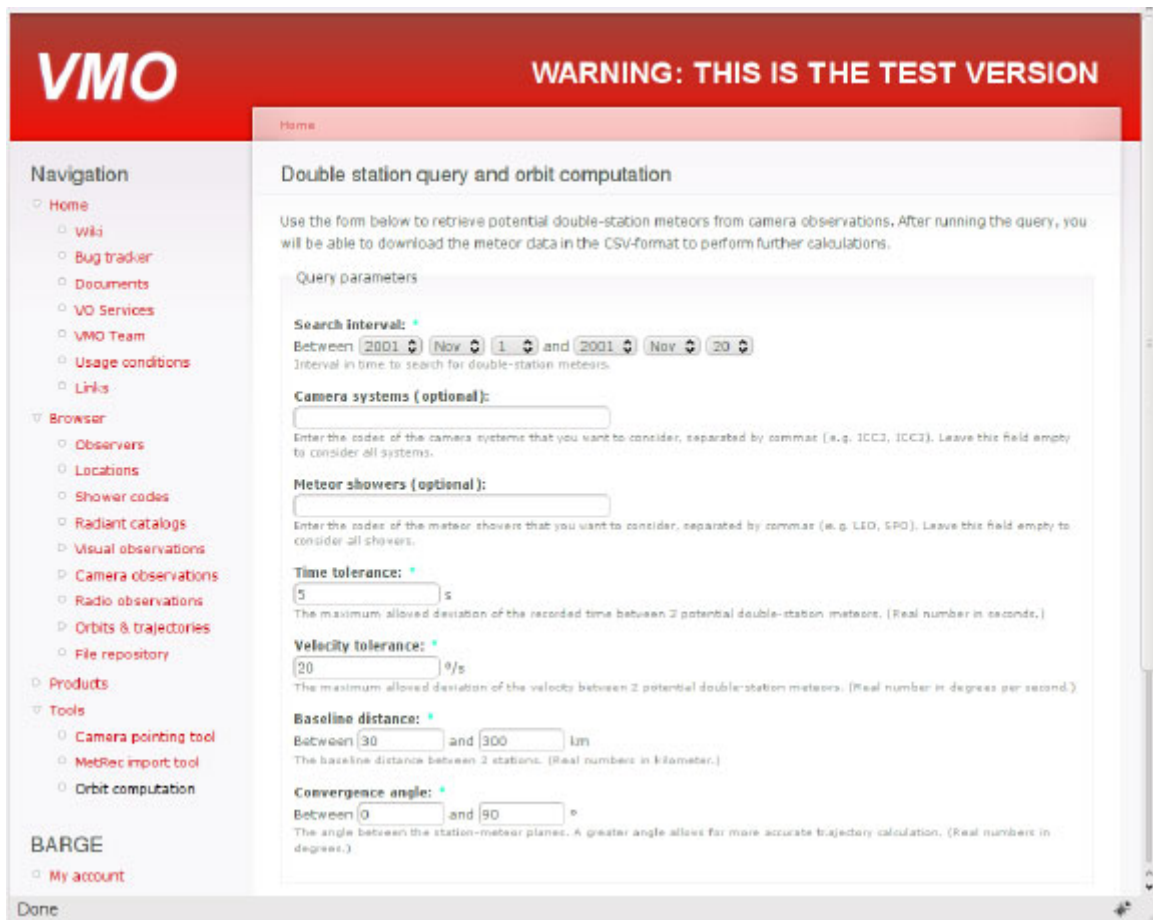 VMO
WARNING: THIS IS THE TEST VERSION
Home
Navigation
Home
Wiki
Bug tracker
Documents
VO Services
VMO Team
Usage conditions
Links
Browser
Observers
Locations
Shower codes
Radiant catalogs
Visual observations
Camera observations
Radio observations
Orbits & trajectories
File repository
Products
Tools
Camera pointing tool
MetRec import tool
Orbit computation
BARGE
My account
Double station query and orbit computation
Use the form below to retrieve potential double-station meteors from camera observations. After running the query, you
will be able to download the meteor data in the CSV-format to perform further calculations.
Query parameters
Search interval: *
Between 2001 Nov 1 and 2001 Nov 20
Interval in time to search for double-station meteors.
Camera systems (optional):
Enter the codes of the camera systems that you want to consider, separated by commas (e.g. ICC2, ICC3). Leave this field empty
to consider all systems.
Meteor showers (optional):
Enter the codes of the meteor showers that you want to consider, separated by commas (e.g. LEO, SPO). Leave this field empty to
consider all showers.
Time tolerance: *
5 s
The maximum allowed deviation of the recorded time between 2 potential double-station meteors. (Real number in seconds.)
Velocity tolerance: *
20 °/s
The maximum allowed deviation of the velocity between 2 potential double-station meteors. (Real number in degrees per second.)
Baseline distance: *
Between 30 and 300 km
The baseline distance between 2 stations. (Real numbers in kilometer.)
Convergence angle: *
Between 0 and 90 °
The angle between the station-meteor planes. A greater angle allows for more accurate trajectory calculation. (Real numbers in
degrees.)
Done